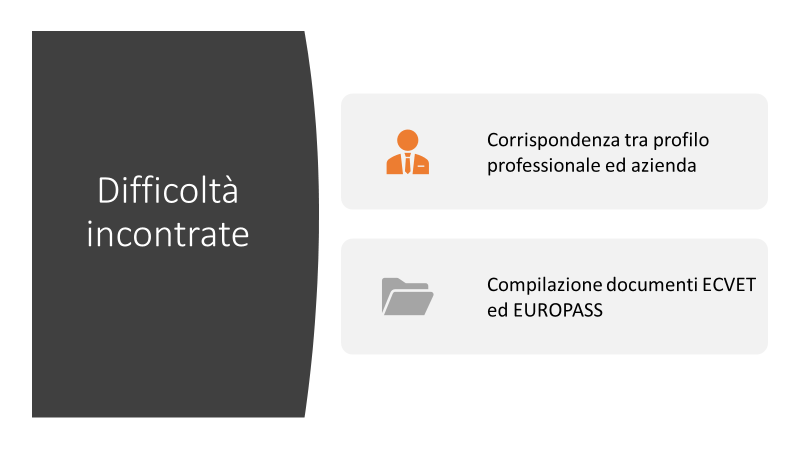 Difficoltà
incontrate
Corrispondenza tra profilo
professionale ed azienda
Compilazione documenti ECVET
ed EUROPASS